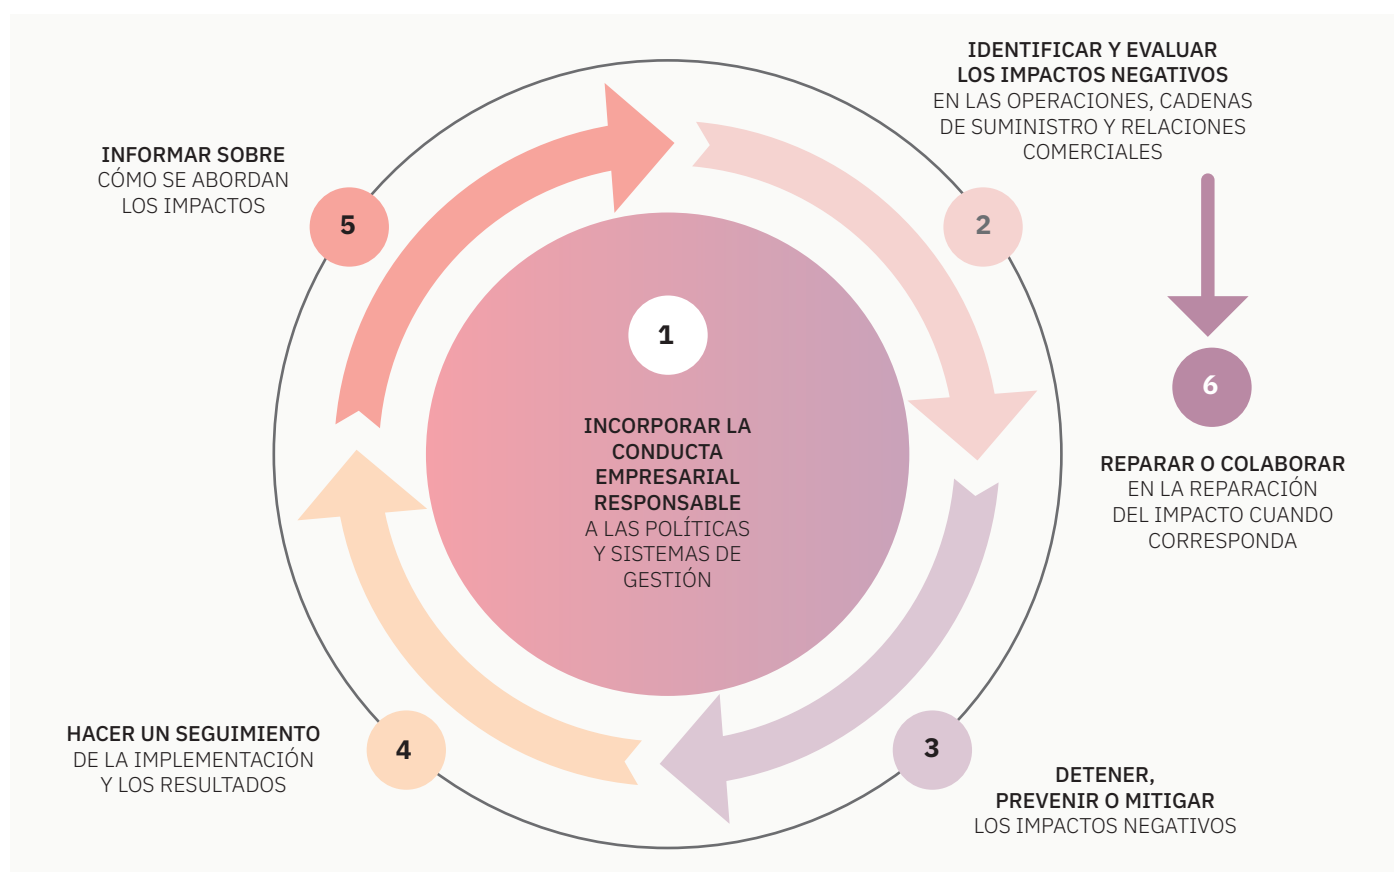 1
INCORPORAR LA
CONDUCTA
EMPRESARIAL
RESPONSABLE
A LAS POLÍTICAS
Y SISTEMAS DE
GESTIÓN
IDENTIFICAR Y EVALUAR
LOS IMPACTOS NEGATIVOS
EN LAS OPERACIONES, CADENAS
DE SUMINISTRO Y RELACIONES
COMERCIALES
2
6
REPARAR O COLABORAR
EN LA REPARACIÓN
DEL IMPACTO CUANDO
CORRESPONDA
3
DETENER,
PREVENIR O MITIGAR
LOS IMPACTOS NEGATIVOS
4
HACER UN SEGUIMIENTO
DE LA IMPLEMENTACIÓN
Y LOS RESULTADOS
5
INFORMAR SOBRE
CÓMO SE ABORDAN
LOS IMPACTOS